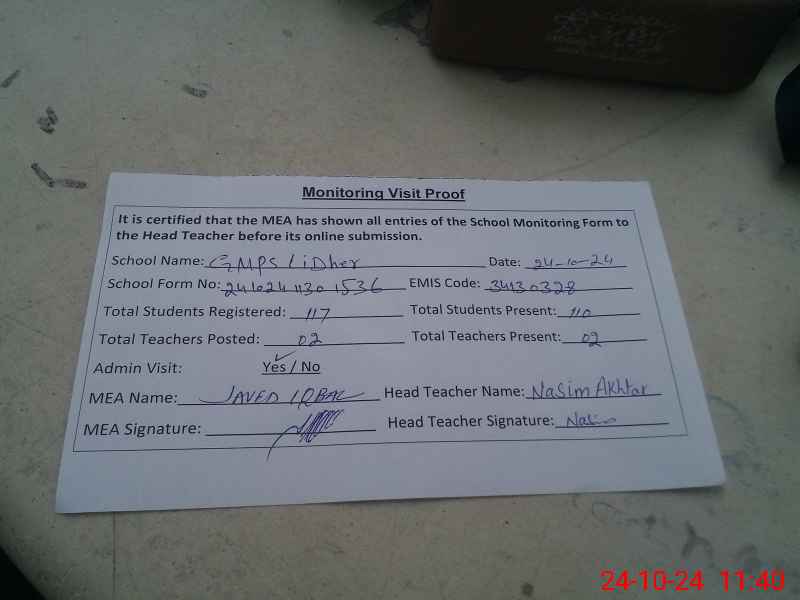 Monitoring Visit Proof
It is certified that the MEA has shown all entries of the School Monitoring Form to
the Head Teacher before its online submission.
School Name: GMPS LiDher Date: 24-10-24
School Form No: 241024 1130 1536 EMIS Code: 34130328
Total Students Registered: 117 Total Students Present: 110
Total Teachers Posted: 02 Total Teachers Present: 02
Admin Visit: Yes / No
MEA Name: JAVED IQBAL Head Teacher Name: Nasim Akhtar
MEA Signature: Head Teacher Signature: Nasim
24-10-24 11:40